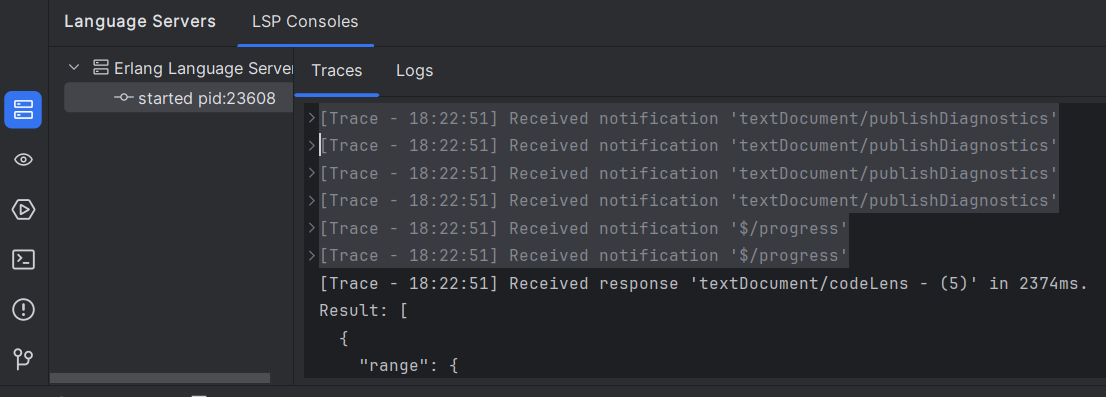 Language Servers
LSP Consoles
Erlang Language Server
started pid:23608
Traces
Logs
[Trace - 18:22:51] Received notification 'textDocument/publishDiagnostics'
[Trace - 18:22:51] Received notification 'textDocument/publishDiagnostics'
[Trace - 18:22:51] Received notification 'textDocument/publishDiagnostics'
[Trace - 18:22:51] Received notification 'textDocument/publishDiagnostics'
[Trace - 18:22:51] Received notification '$/progress'
[Trace - 18:22:51] Received notification '$/progress'
[Trace - 18:22:51] Received response 'textDocument/codeLens - (5)' in 2374ms.
Result: [
{
"range": {